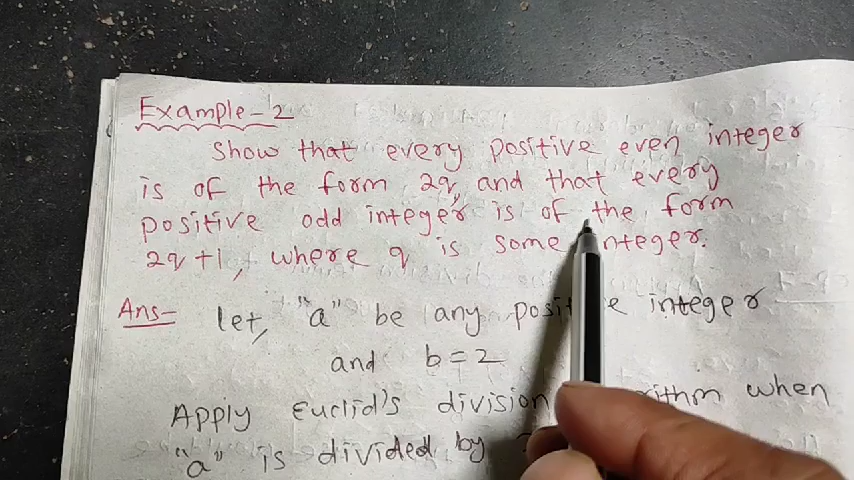 Example-2
Show that every positive even integer
is of the form 2q, and that every
positive odd integer is of the form
2q+1, where q is some integer.
Ans- let, "a" be any positive integer
and b=2
Apply Euclid's division when
"a" is divided by